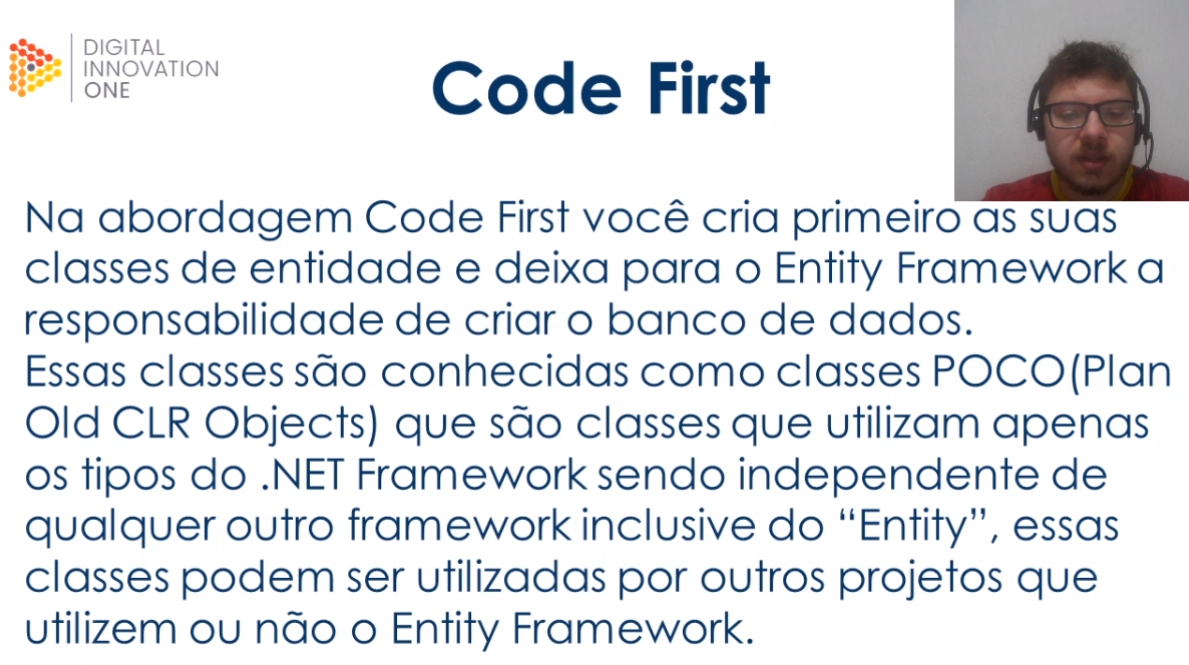 DIGITAL
INNOVATION
ONE
Code First
Na abordagem Code First você cria primeiro as suas
classes de entidade e deixa para o Entity Framework a
responsabilidade de criar o banco de dados.
Essas classes são conhecidas como classes POCO(Plan
Old CLR Objects) que são classes que utilizam apenas
os tipos do .NET Framework sendo independente de
qualquer outro framework inclusive do “Entity”, essas
classes podem ser utilizadas por outros projetos que
utilizem ou não o Entity Framework.